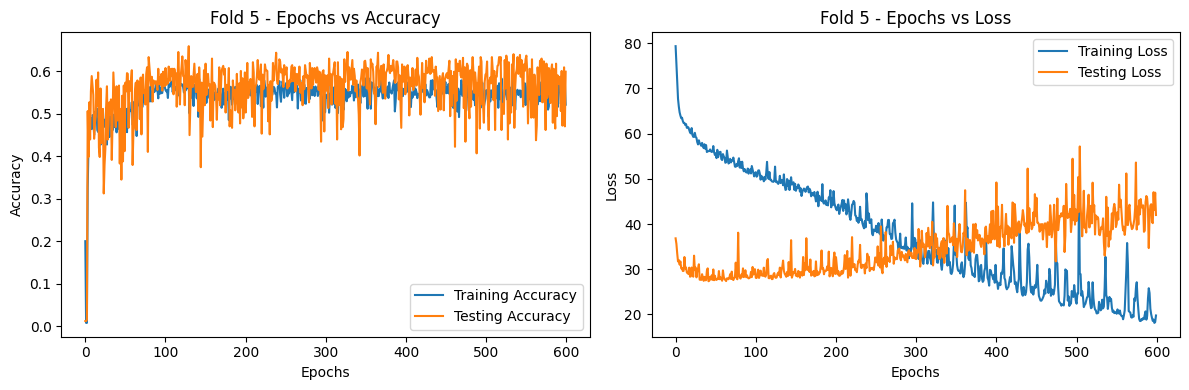 Fold 5 - Epochs vs Accuracy
Accuracy
0.6
0.5
0.4
0.3
0.2
0.1
0.0
Training Accuracy
Testing Accuracy
0
100
200
300
400
500
600
Epochs
Fold 5 - Epochs vs Loss
Loss
80
70
60
50
40
30
20
Training Loss
Testing Loss
0
100
200
300
400
500
600
Epochs